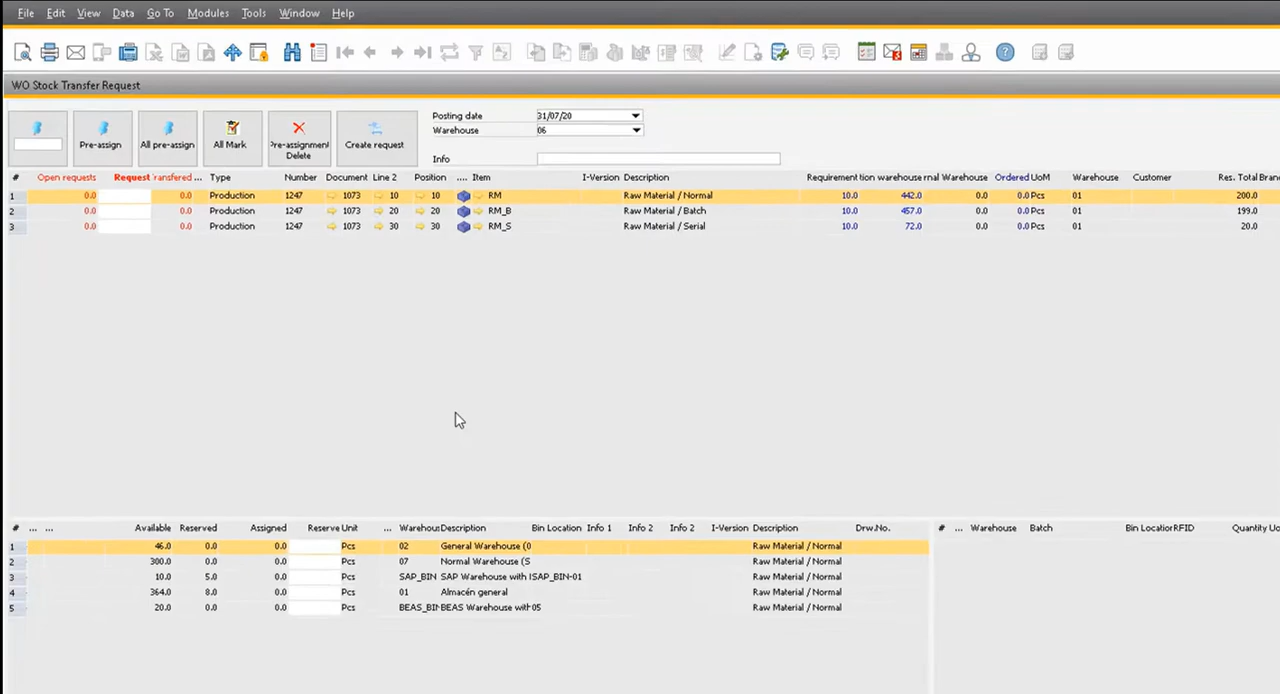 File Edit View Data Go To Modules Tools Window Help
WO Stock Transfer Request
Pre-assign All pre-assign All Mark Pre-assignment Delete Create request
Posting date 31/07/20
Warehouse 06
Info
# Open requests Request Transfered ... Type Number Document Line 2 Position .... Item I-Version Description Requirement tion warehouse rnal Warehouse Ordered UoM Warehouse Customer Res. Total Bran
1 0.0 0.0 Production 1247 1073 10 10 RM Raw Material / Normal 10.0 442.0 0.0 0.0 Pcs 01 200.0
2 0.0 0.0 Production 1247 1073 20 20 RM_B Raw Material / Batch 10.0 457.0 0.0 0.0 Pcs 01 199.0
3 0.0 0.0 Production 1247 1073 30 30 RM_S Raw Material / Serial 10.0 72.0 0.0 0.0 Pcs 01 20.0
# ... ... Available Reserved Assigned Reserve Unit ... Warehou Description Bin Location Info 1 Info 2 Info 2 I-Version Description Drw.No.
1 46.0 0.0 0.0 Pcs 02 General Warehouse (0 Raw Material / Normal
2 300.0 0.0 0.0 Pcs 07 Normal Warehouse (S Raw Material / Normal
3 10.0 5.0 0.0 Pcs SAP_BIN SAP Warehouse with l SAP_BIN-01 Raw Material / Normal
4 364.0 8.0 0.0 Pcs 01 Almacén general Raw Material / Normal
5 20.0 0.0 0.0 Pcs BEAS_BIN BEAS Warehouse with 05 Raw Material / Normal
# ... Warehouse Batch Bin Location RFID Quantity Uo